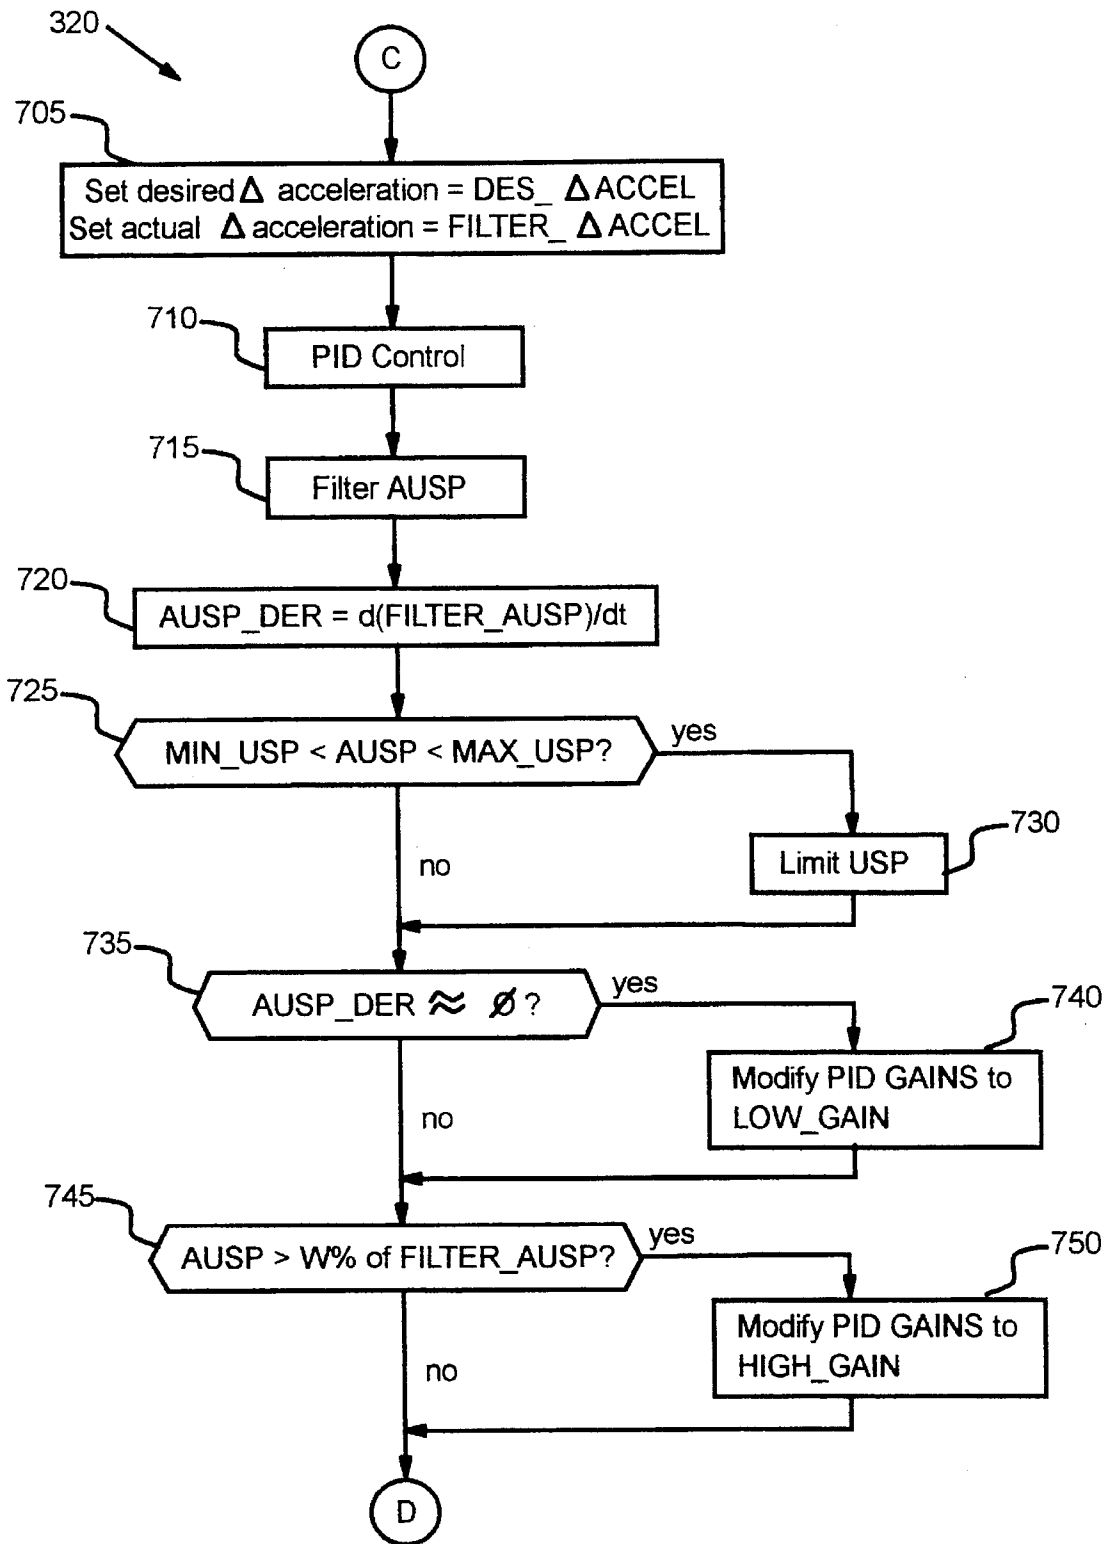 320
C
705
Set desired Δ acceleration = DES_ Δ ACCEL
Set actual Δ acceleration = FILTER_ Δ ACCEL
710
PID Control
715
Filter AUSP
720
AUSP_DER = d(FILTER_AUSP)/dt
725
MIN_USP < AUSP < MAX_USP?
yes
730
Limit USP
no
735
AUSP_DER ≈ Ø ?
yes
740
Modify PID GAINS to
LOW_GAIN
no
745
AUSP > W% of FILTER_AUSP?
yes
750
Modify PID GAINS to
HIGH_GAIN
no
D